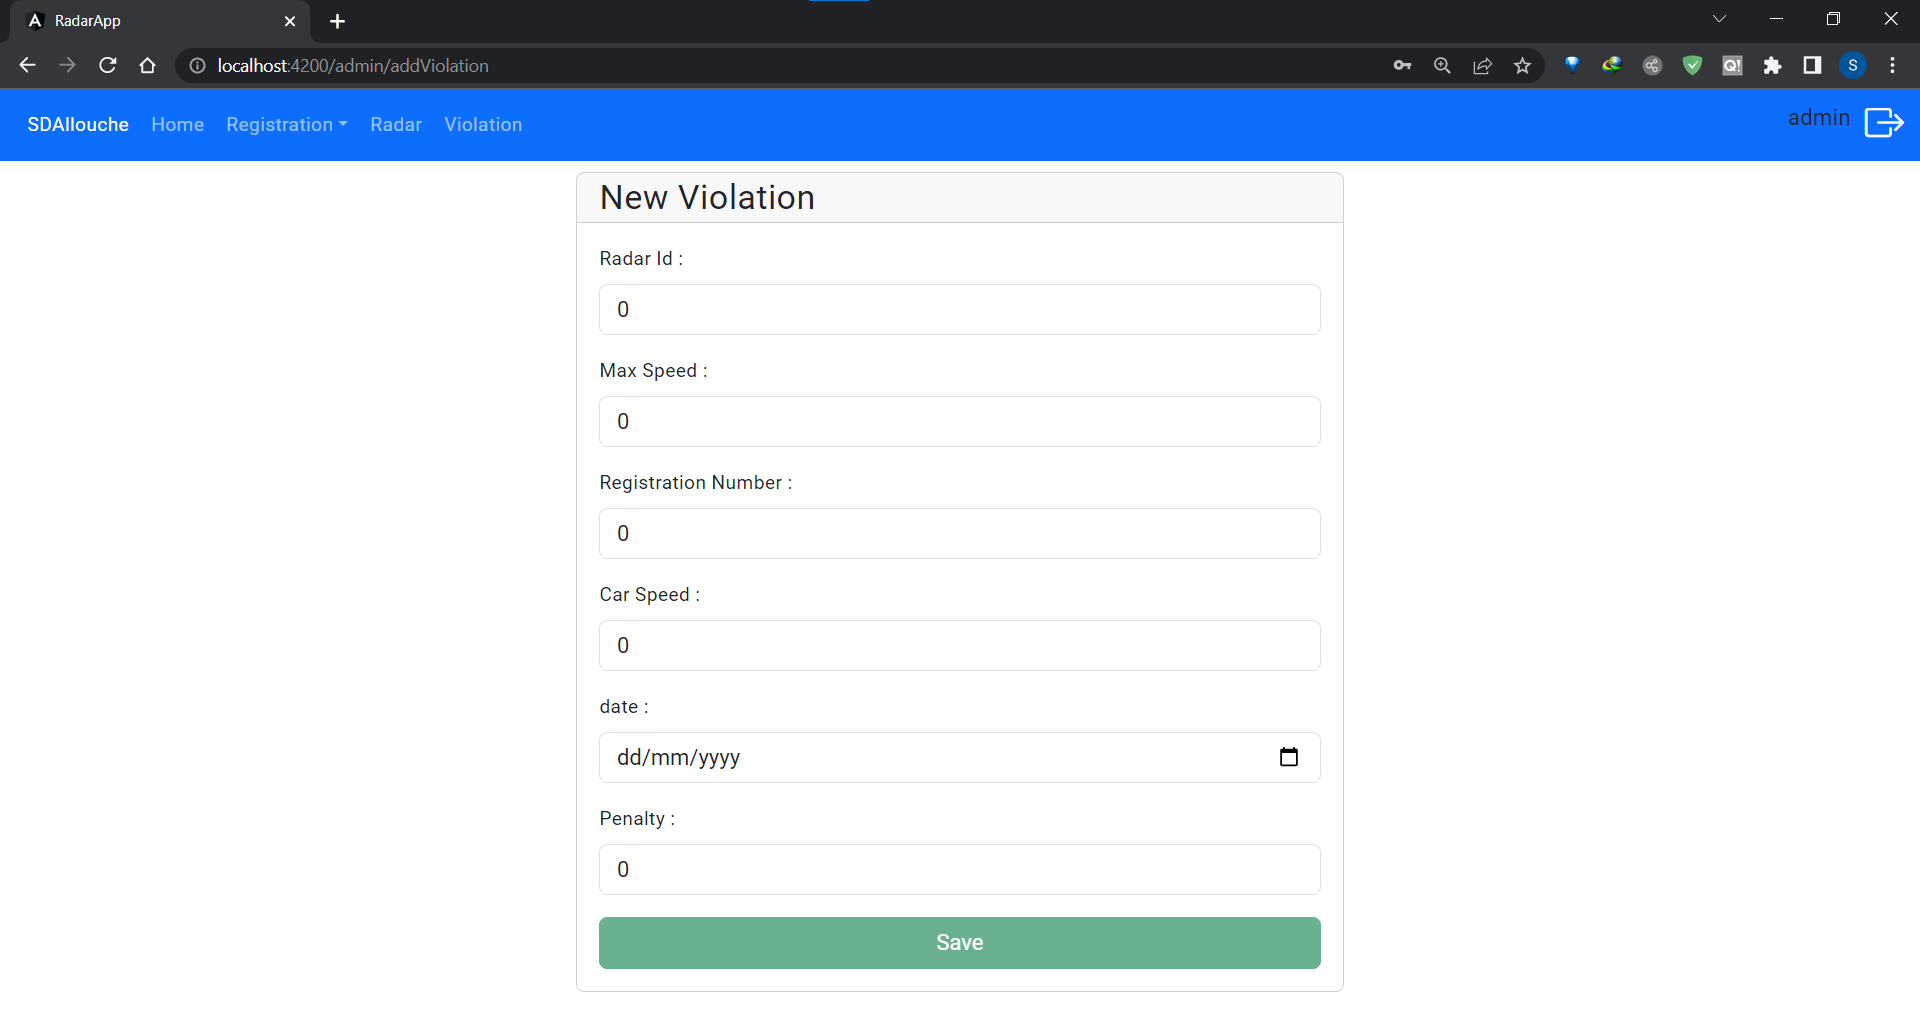 RadarApp
localhost:4200/admin/addViolation
Q!
S
SDAllouche Home Registration Radar Violation admin
New Violation
Radar Id :
0
Max Speed :
0
Registration Number :
0
Car Speed :
0
date :
dd/mm/yyyy
Penalty :
0
Save